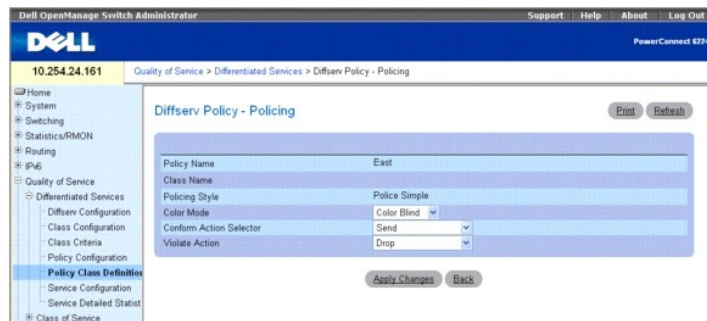 Dell OpenManage Switch Administrator
Support Help About Log Out
DELL
PowerConnect 6224
10.254.24.161
Quality of Service > Differentiated Services > Diffserv Policy - Policing
Home
System
Switching
Statistics/RMON
Routing
IPv6
Quality of Service
Differentiated Services
Diffserv Configuration
Class Configuration
Class Criteria
Policy Configuration
Policy Class Definition
Service Configuration
Service Detailed Statist
Class of Service
Diffserv Policy - Policing
Print Refresh
Policy Name East
Class Name
Policing Style Police Simple
Color Mode Color Blind
Conform Action Selector Send
Violate Action Drop
Apply Changes Back